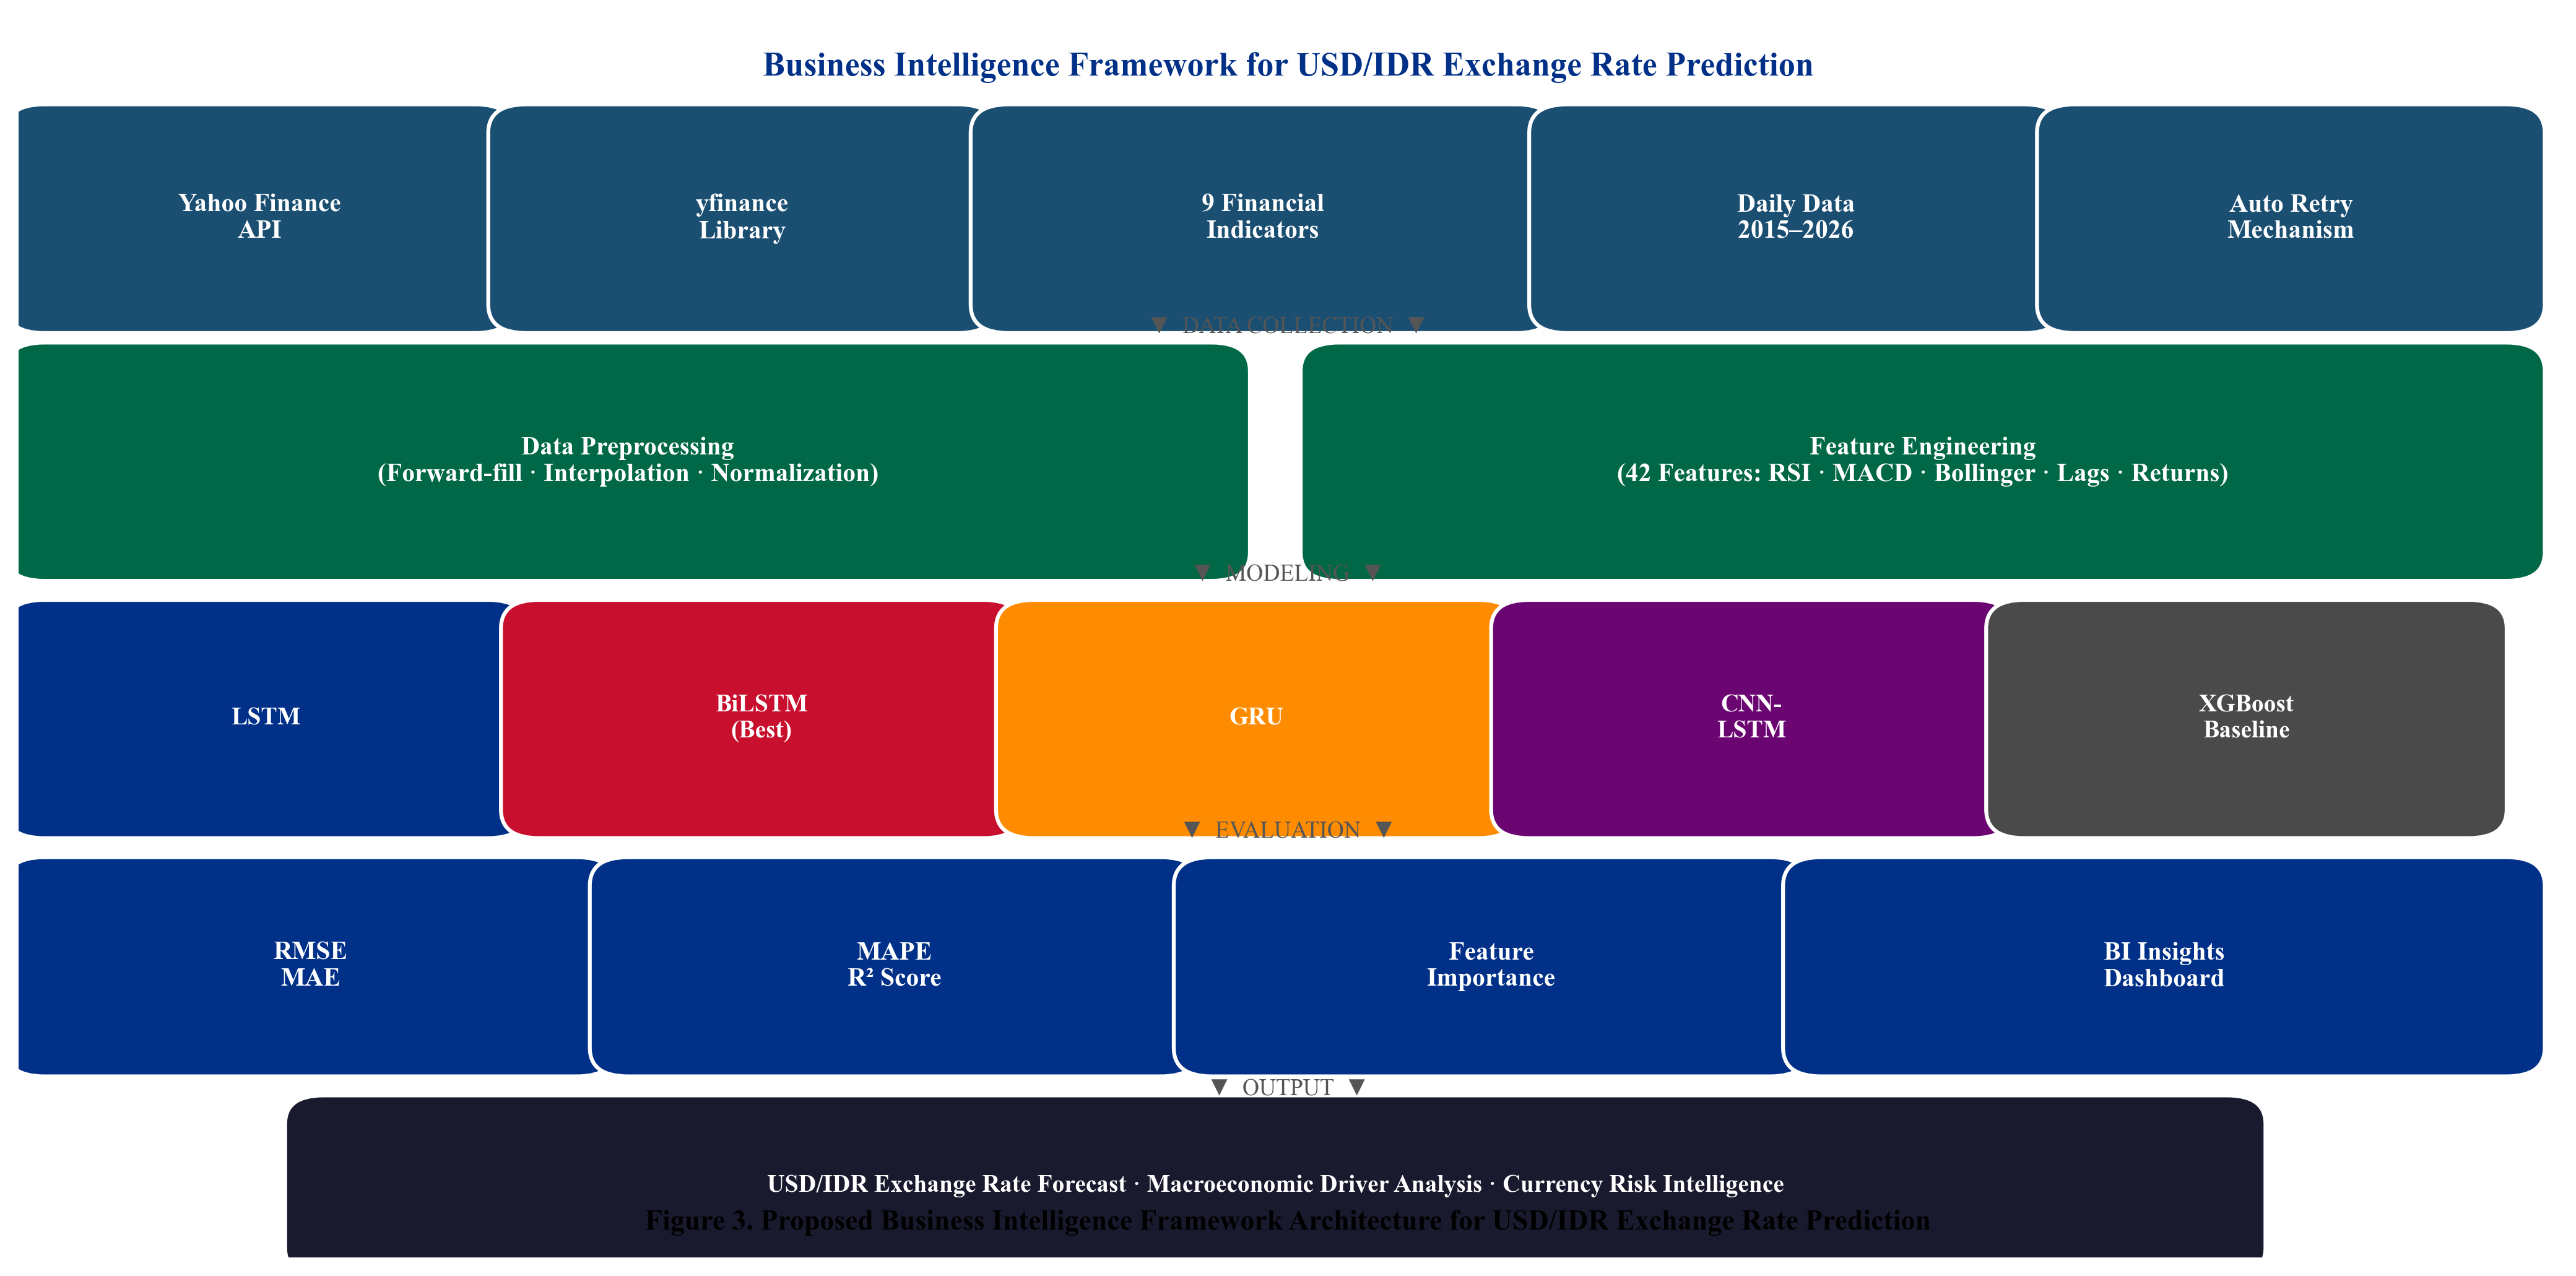 Business Intelligence Framework for USD/IDR Exchange Rate Prediction
Yahoo Finance
API
yfinance
Library
9 Financial
Indicators
Daily Data
2015–2026
Auto Retry
Mechanism
▼ DATA COLLECTION ▼
Data Preprocessing
(Forward-fill · Interpolation · Normalization)
Feature Engineering
(42 Features: RSI · MACD · Bollinger · Lags · Returns)
▼ MODELING ▼
LSTM
BiLSTM
(Best)
GRU
CNN-
LSTM
XGBoost
Baseline
▼ EVALUATION ▼
RMSE
MAE
MAPE
R² Score
Feature
Importance
BI Insights
Dashboard
▼ OUTPUT ▼
USD/IDR Exchange Rate Forecast · Macroeconomic Driver Analysis · Currency Risk Intelligence
Figure 3. Proposed Business Intelligence Framework Architecture for USD/IDR Exchange Rate Prediction